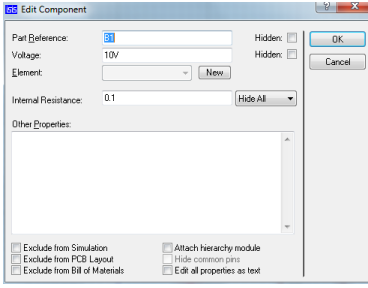 ISIS Edit Component
Part Reference: B1 Hidden: OK
Voltage: 10V Hidden: Cancel
Element: New
Internal Resistance: 0.1 Hide All
Other Properties:
Exclude from Simulation Attach hierarchy module
Exclude from PCB Layout Hide common pins
Exclude from Bill of Materials Edit all properties as text